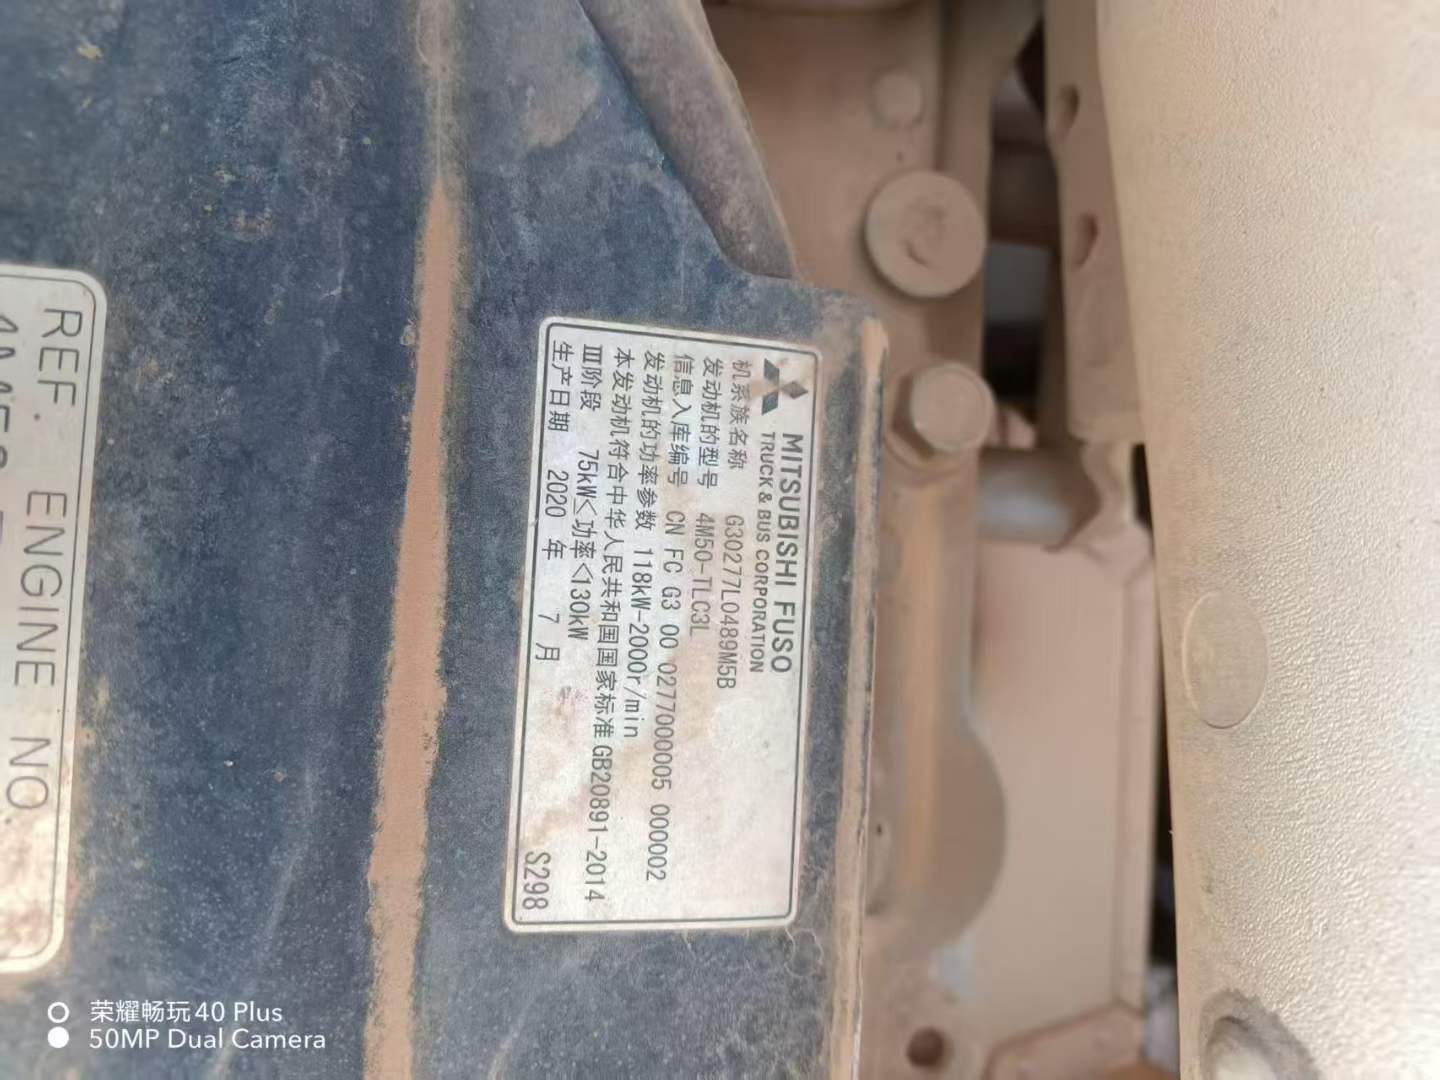 MITSUBISHI FUSO
TRUCK & BUS CORPORATION
机系族名称 G30277L0489M5B
发动机的型号 4M50-TLC3L
信息入库编号 CN FC G3 00 0277000005 000002
发动机的功率参数 118kW-2000r/min
本发动机符合中华人民共和国国家标准 GB20891-2014
III阶段 75kW≤功率<130kW
生产日期 2020 年 7 月 S298
REF. ENGINE NO
荣耀畅玩40 Plus
50MP Dual Camera